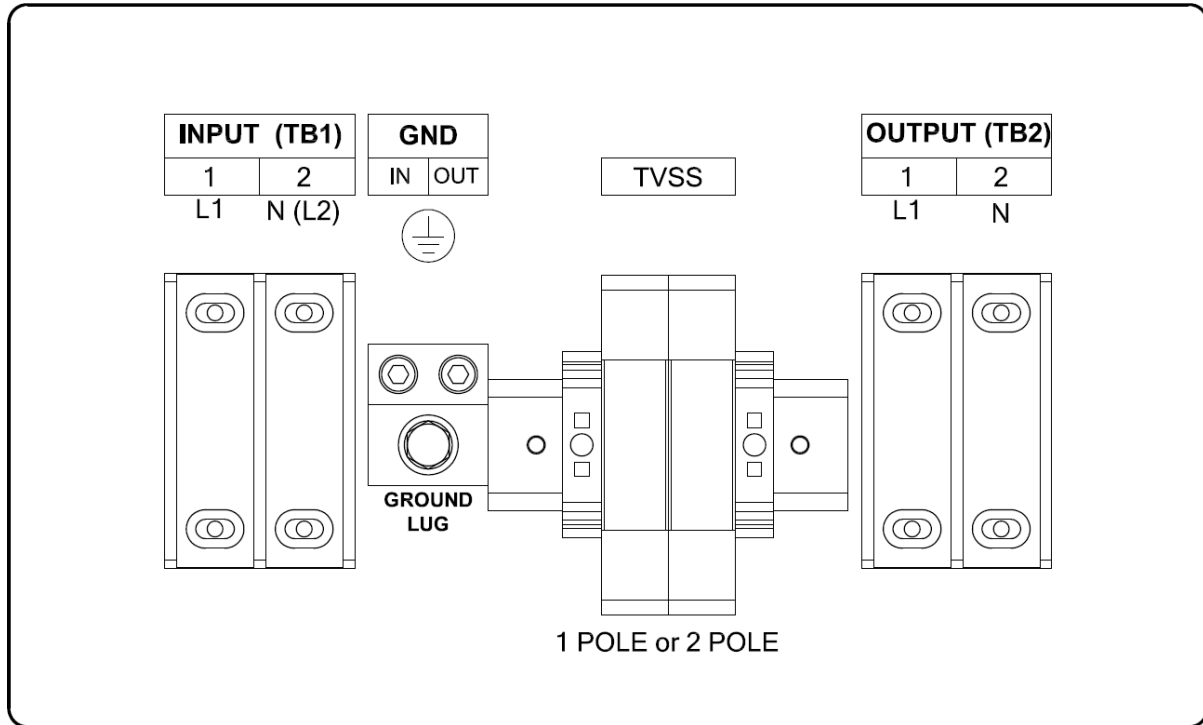 INPUT (TB1)
1 2
L1 N (L2)
GND
IN OUT
TVSS
OUTPUT (TB2)
1 2
L1 N
GROUND
LUG
1 POLE or 2 POLE